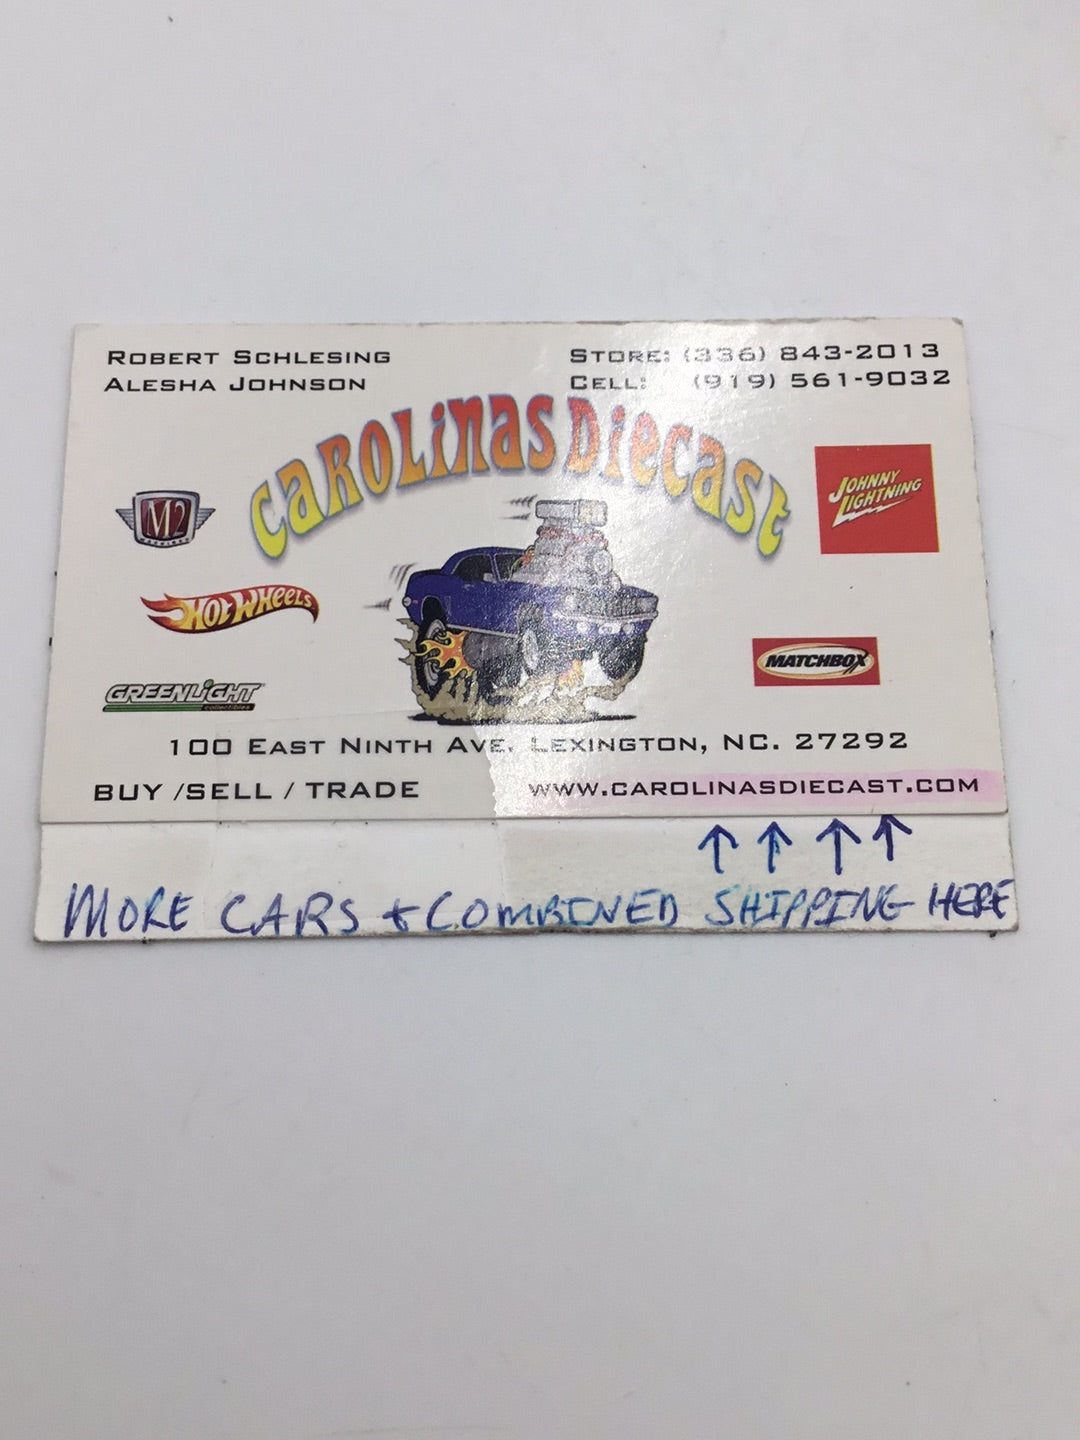 ROBERT SCHLESING
ALESHA JOHNSON
STORE: (336) 843-2013
CELL: (919) 561-9032
CAROLINAS DIECAST
M2
MACHINES
JOHNNY
LIGHTNING
HOT WHEELS
MATCHBOX
GREENLIGHT
collectibles
100 EAST NINTH AVE. LEXINGTON, NC. 27292
BUY /SELL / TRADE
WWW.CAROLINASDIECAST.COM
MORE CARS & COMBINED SHIPPING HERE